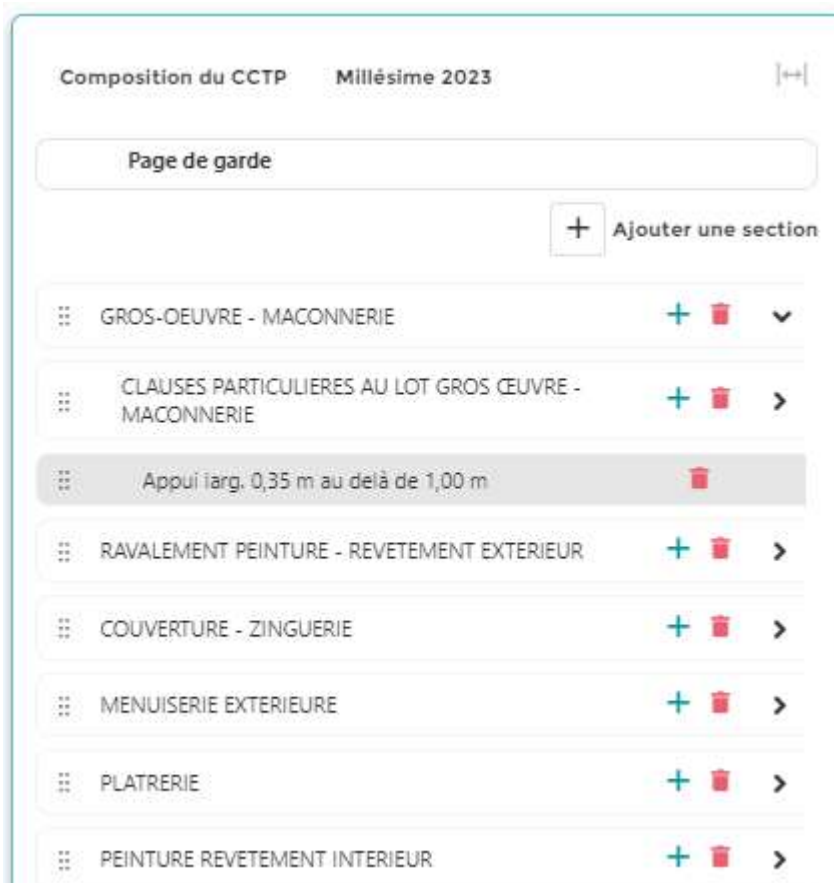 Composition du CCTP Millésime 2023
Page de garde
Ajouter une section
GROS-OEUVRE - MACONNERIE
CLAUSES PARTICULIERES AU LOT GROS ŒUVRE -
MACONNERIE
Appui larg. 0,35 m au delà de 1,00 m
RAVALEMENT PEINTURE - REVETEMENT EXTERIEUR
COUVERTURE - ZINGUERIE
MENUISERIE EXTERIEURE
PLATRERIE
PEINTURE REVETEMENT INTERIEUR